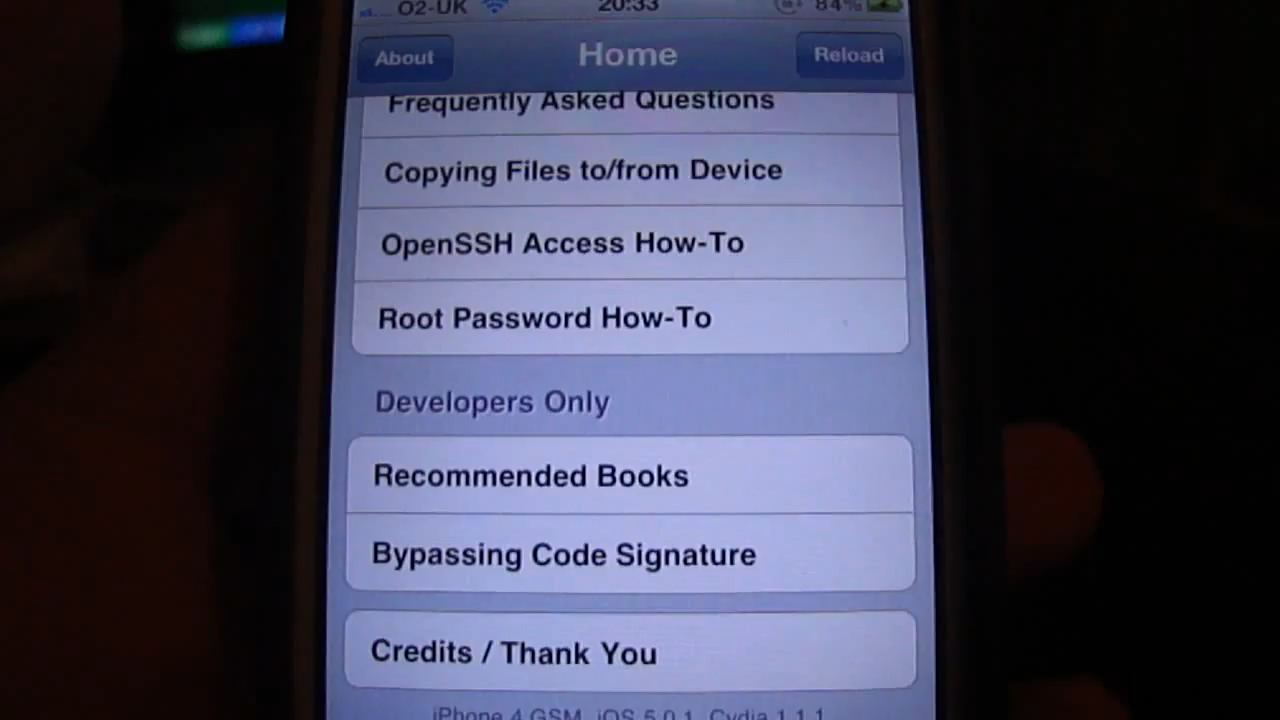 O2-UK 20:33 84%
About Home Reload
Frequently Asked Questions
Copying Files to/from Device
OpenSSH Access How-To
Root Password How-To
Developers Only
Recommended Books
Bypassing Code Signature
Credits / Thank You
iPhone 4 GSM, iOS 5.0.1, Cydia 1.1.1